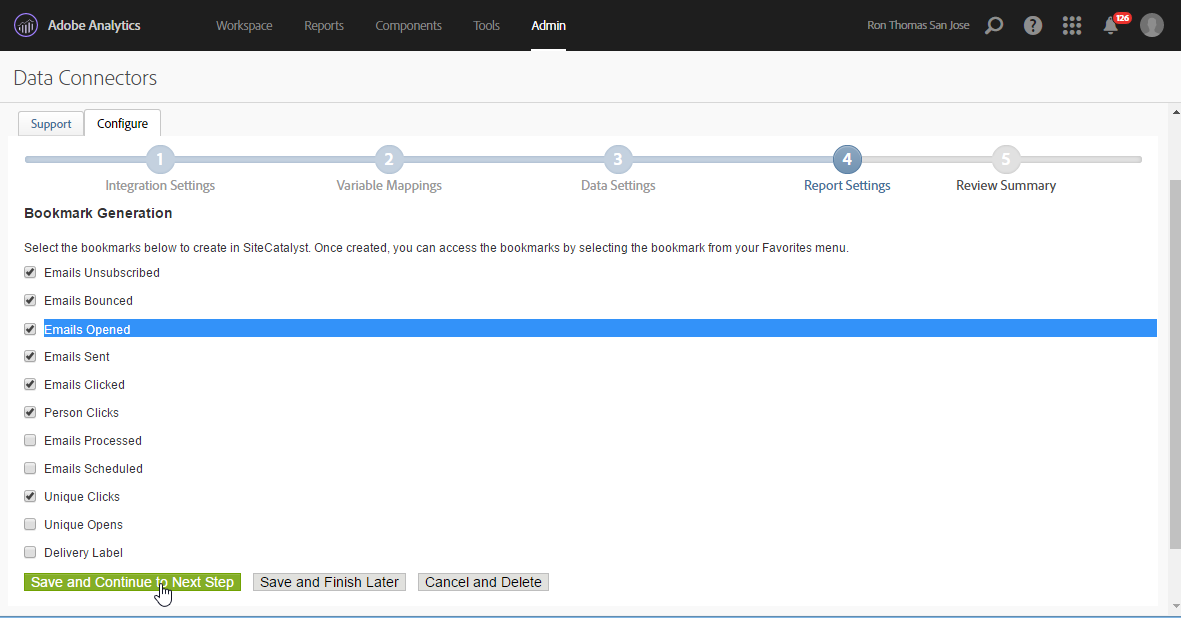 Adobe Analytics Workspace Reports Components Tools Admin Ron Thomas San Jose ? 126
Data Connectors
Support Configure
1 2 3 4 5
Integration Settings Variable Mappings Data Settings Report Settings Review Summary
Bookmark Generation
Select the bookmarks below to create in SiteCatalyst. Once created, you can access the bookmarks by selecting the bookmark from your Favorites menu.
Emails Unsubscribed
Emails Bounced
Emails Opened
Emails Sent
Emails Clicked
Person Clicks
Emails Processed
Emails Scheduled
Unique Clicks
Unique Opens
Delivery Label
Save and Continue to Next Step Save and Finish Later Cancel and Delete